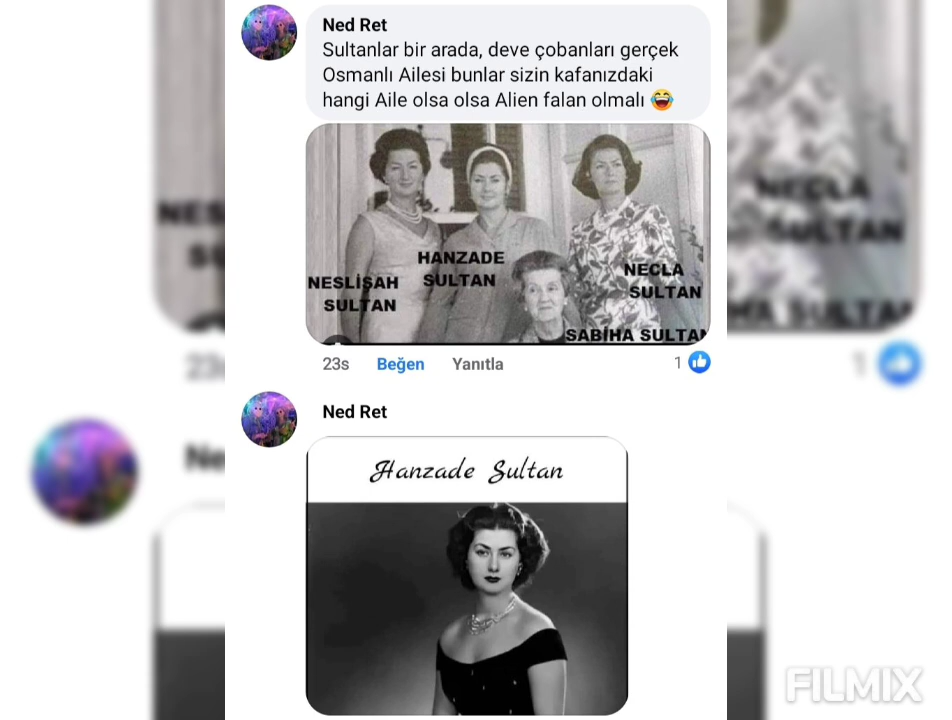 Ned Ret
Sultanlar bir arada, deve çobanları gerçek
Osmanlı Ailesi bunlar sizin kafanızdaki
hangi Aile olsa olsa Alien falan olmalı 😂
HANZADE
SULTAN
NESLİŞAH
SULTAN
NECLA
SULTAN
SABİHA SULTAN
23s Beğen Yanıtla 1
Ned Ret
Hanzade Sultan
NECLA
SULTAN
FILMIX